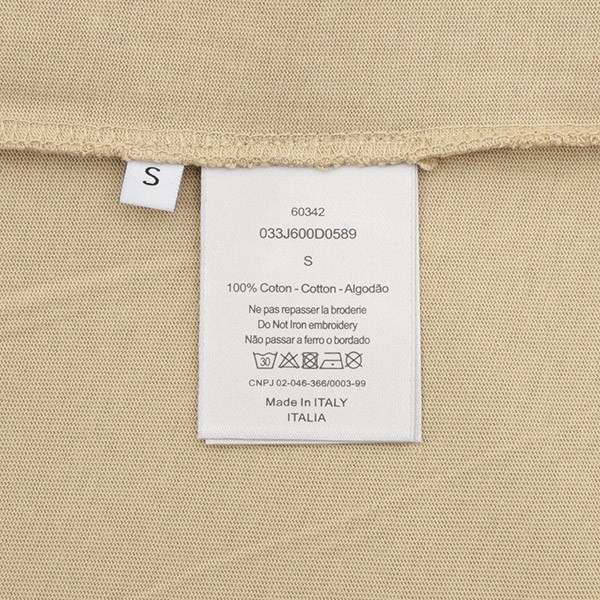 S
60342
033J600D0589
S
100% Coton - Cotton - Algodão
Ne pas repasser la broderie
Do Not Iron embroidery
Não passar a ferro o bordado
30
CNPJ 02-046-366/0003-99
Made In ITALY
ITALIA